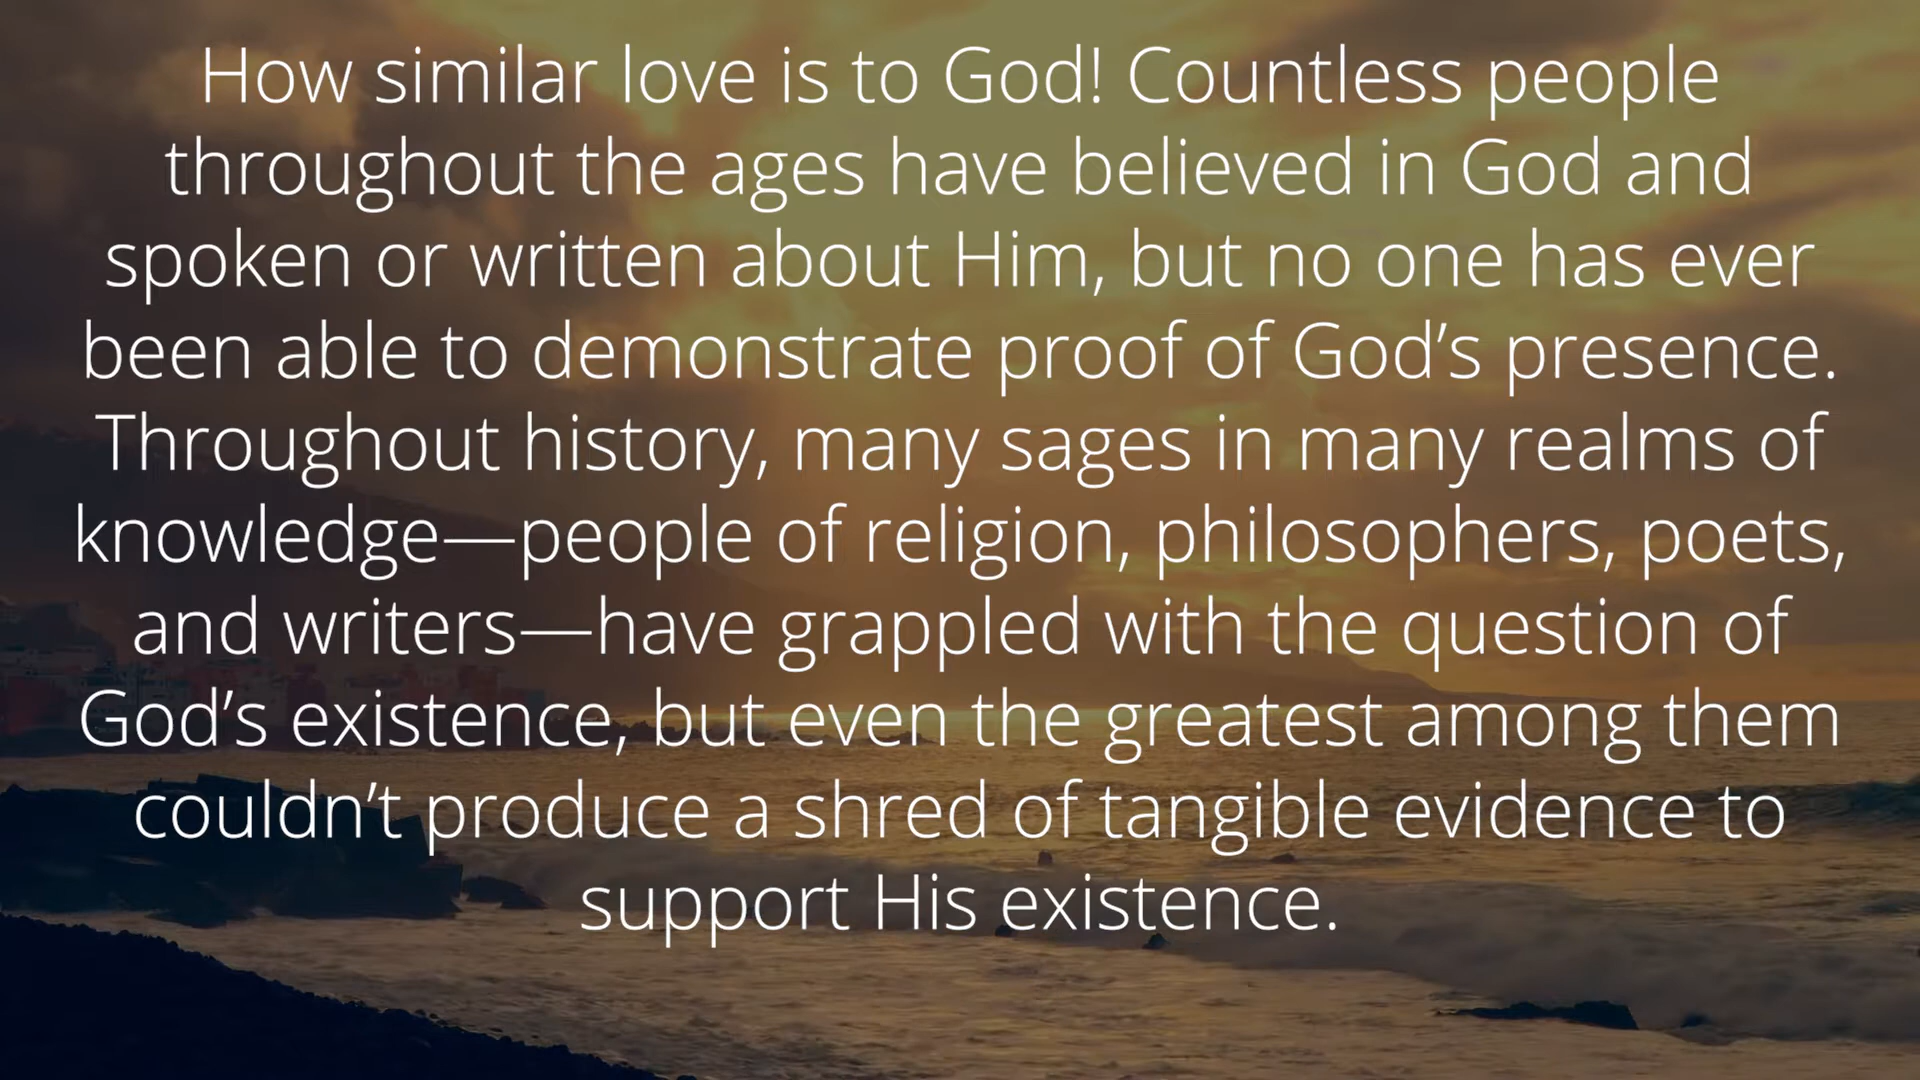 How similar love is to God! Countless people
throughout the ages have believed in God and
spoken or written about Him, but no one has ever
been able to demonstrate proof of God’s presence.
Throughout history, many sages in many realms of
knowledge—people of religion, philosophers, poets,
and writers—have grappled with the question of
God’s existence, but even the greatest among them
couldn’t produce a shred of tangible evidence to
support His existence.